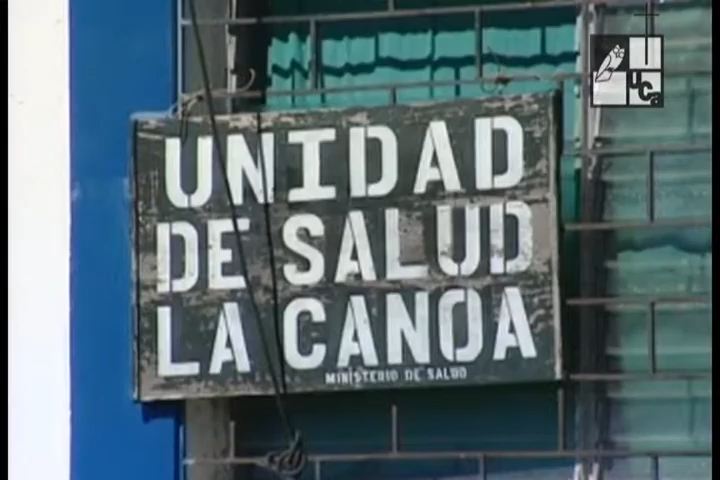 UNIDAD
DE SALUD
LA CANOA
MINISTERIO DE SALUD
UCa